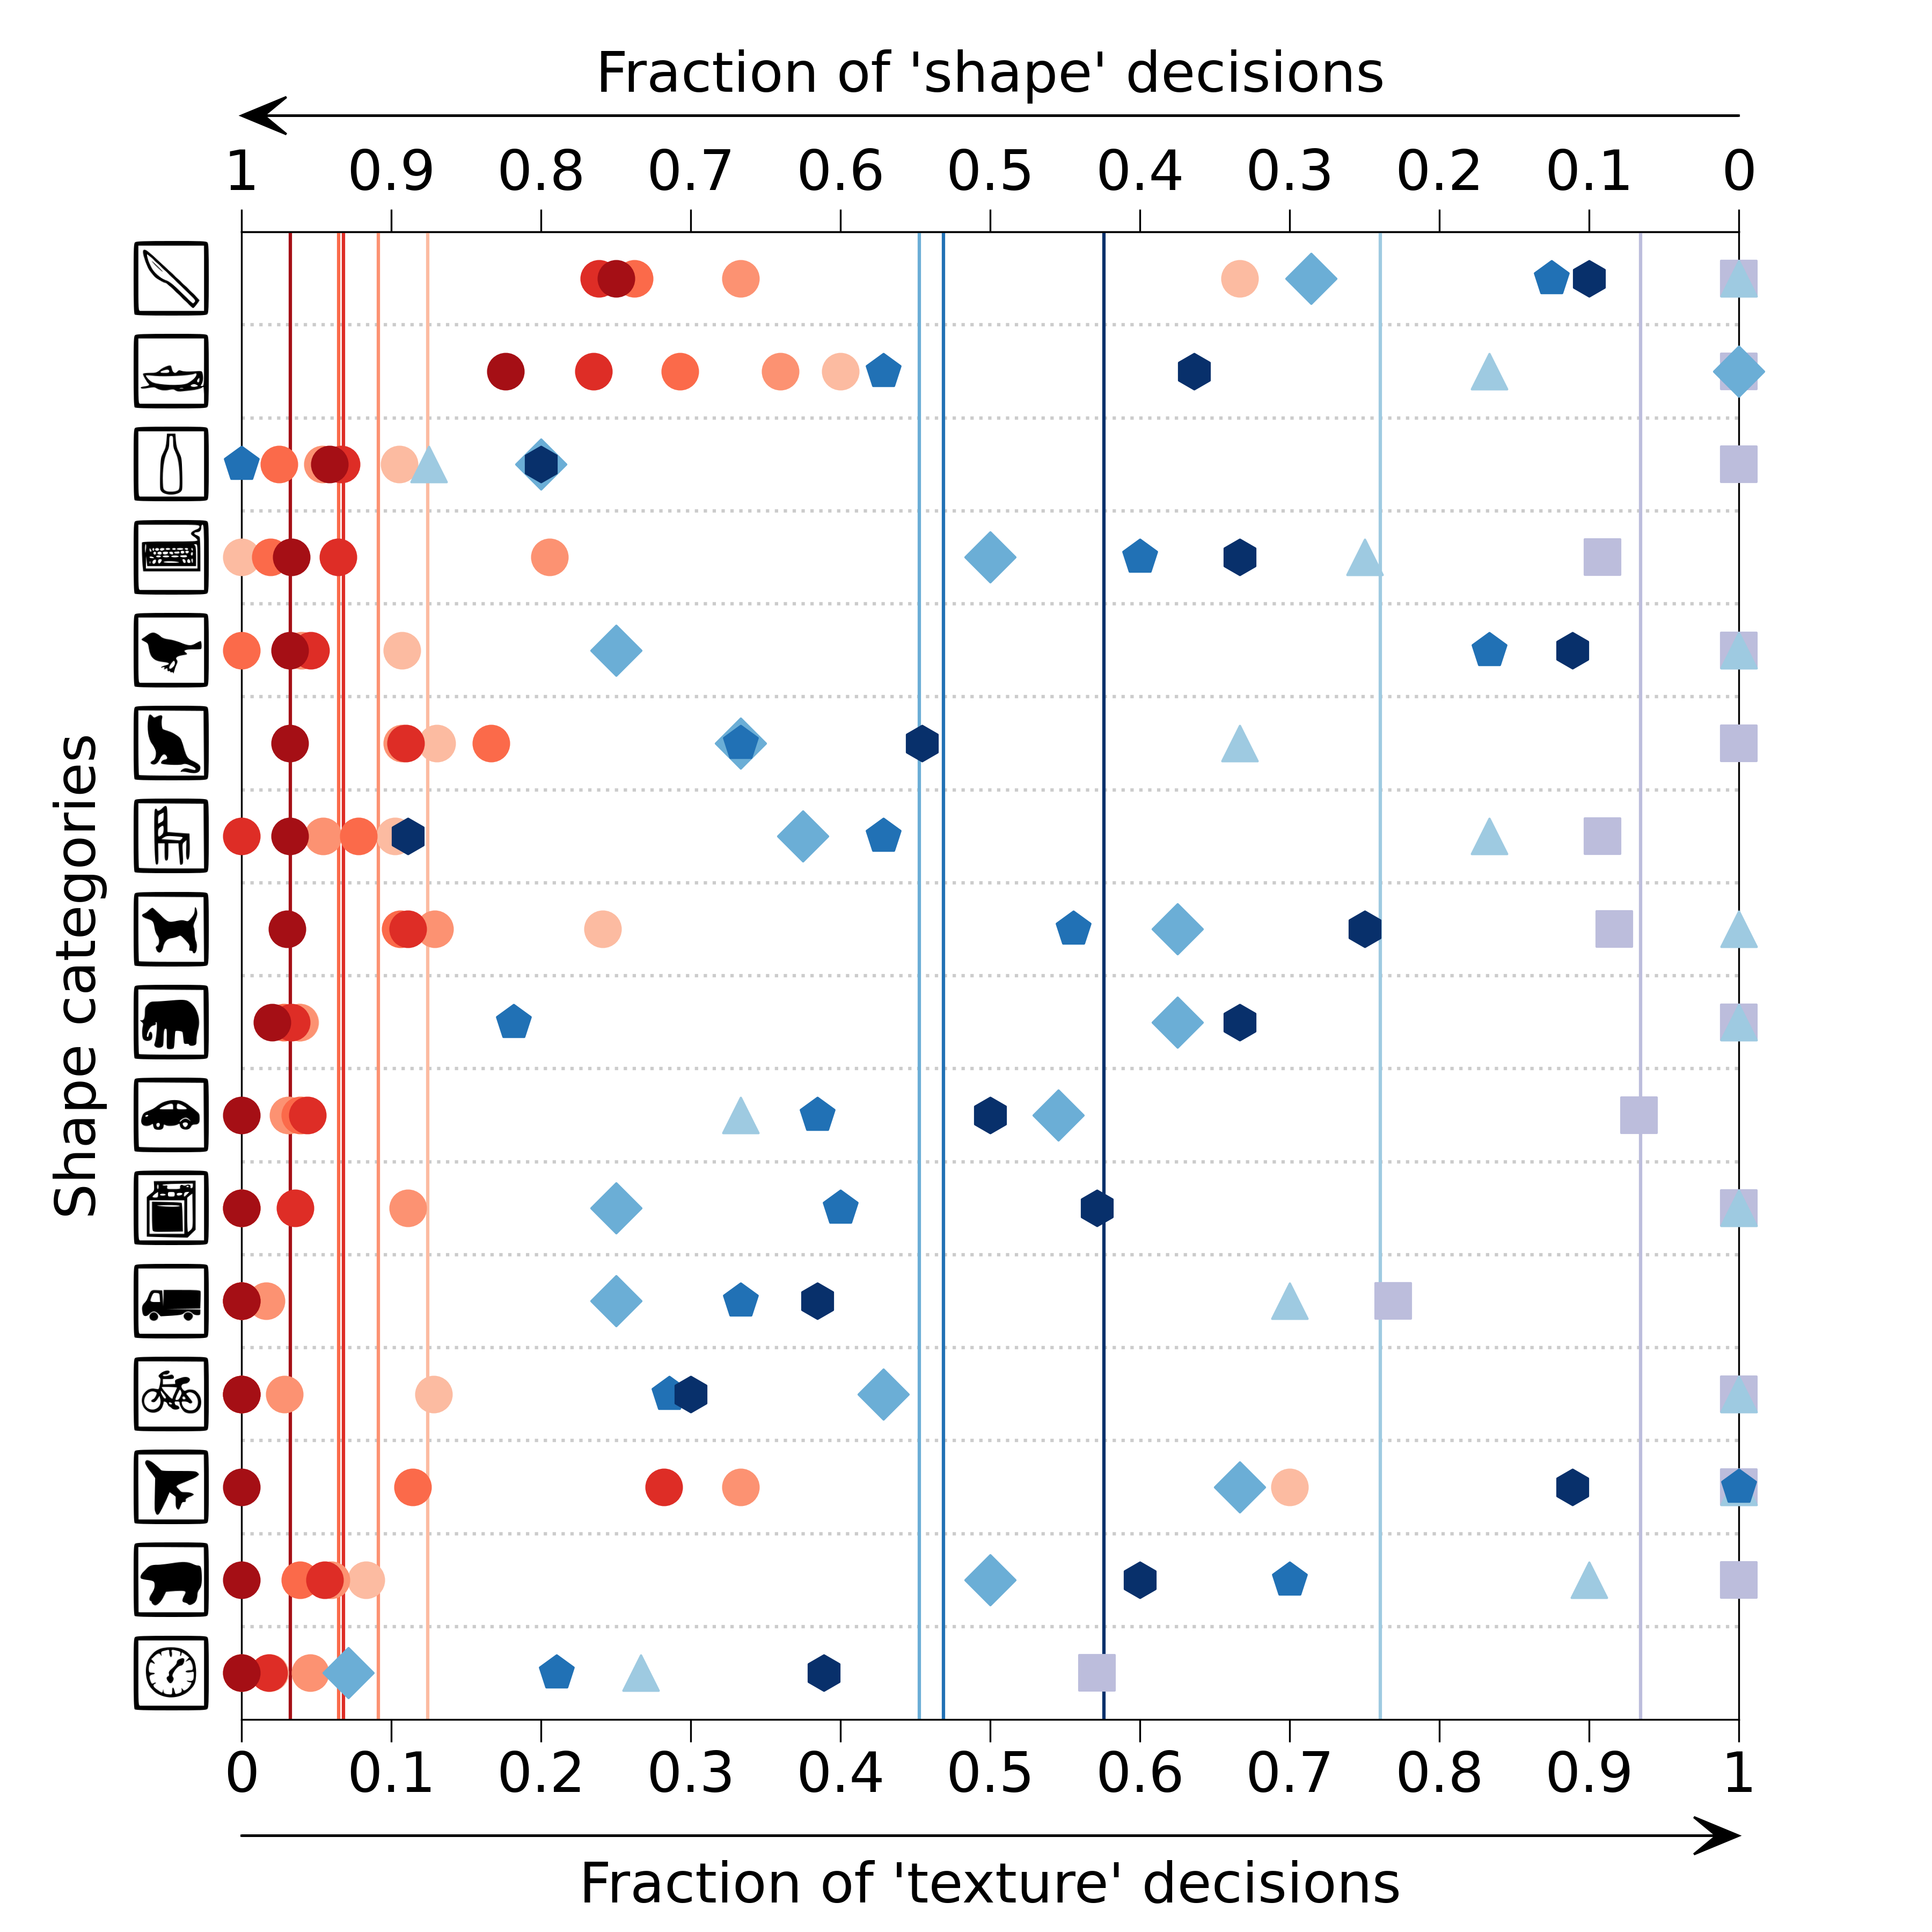 Fraction of 'shape' decisions
1 0.9 0.8 0.7 0.6 0.5 0.4 0.3 0.2 0.1 0
Shape categories
0 0.1 0.2 0.3 0.4 0.5 0.6 0.7 0.8 0.9 1
Fraction of 'texture' decisions